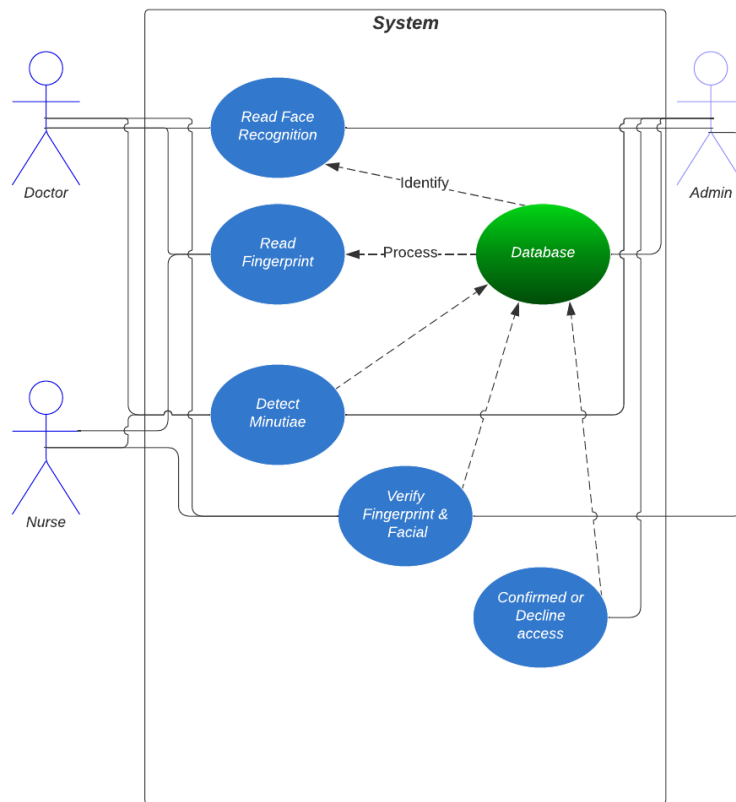 System
Read Face
Recognition
Identify
Doctor
Admin
Read
Fingerprint
Process
Database
Detect
Minutiae
Nurse
Verify
Fingerprint &
Facial
Confirmed or
Decline
access